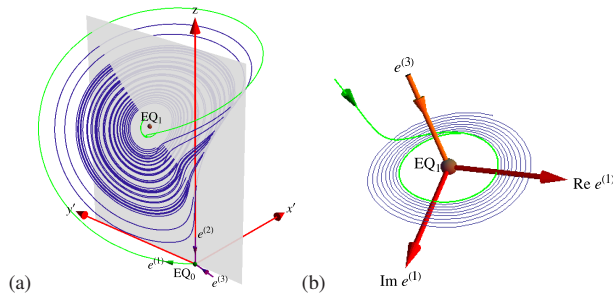 z
EQ₁
y′
x′
e⁽²⁾
e⁽¹⁾
EQ₀
e⁽³⁾
(a)
e⁽³⁾
EQ₁
Re e⁽¹⁾
Im e⁽¹⁾
(b)